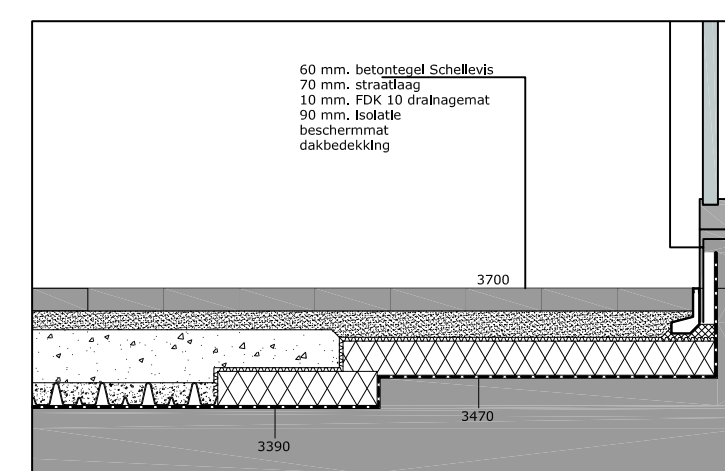 60 mm. betontegel Schellevis
70 mm. straatlaag
10 mm. FDK 10 drainagemat
90 mm. Isolatie
beschermmat
dakbedekking
3700
3470
3390